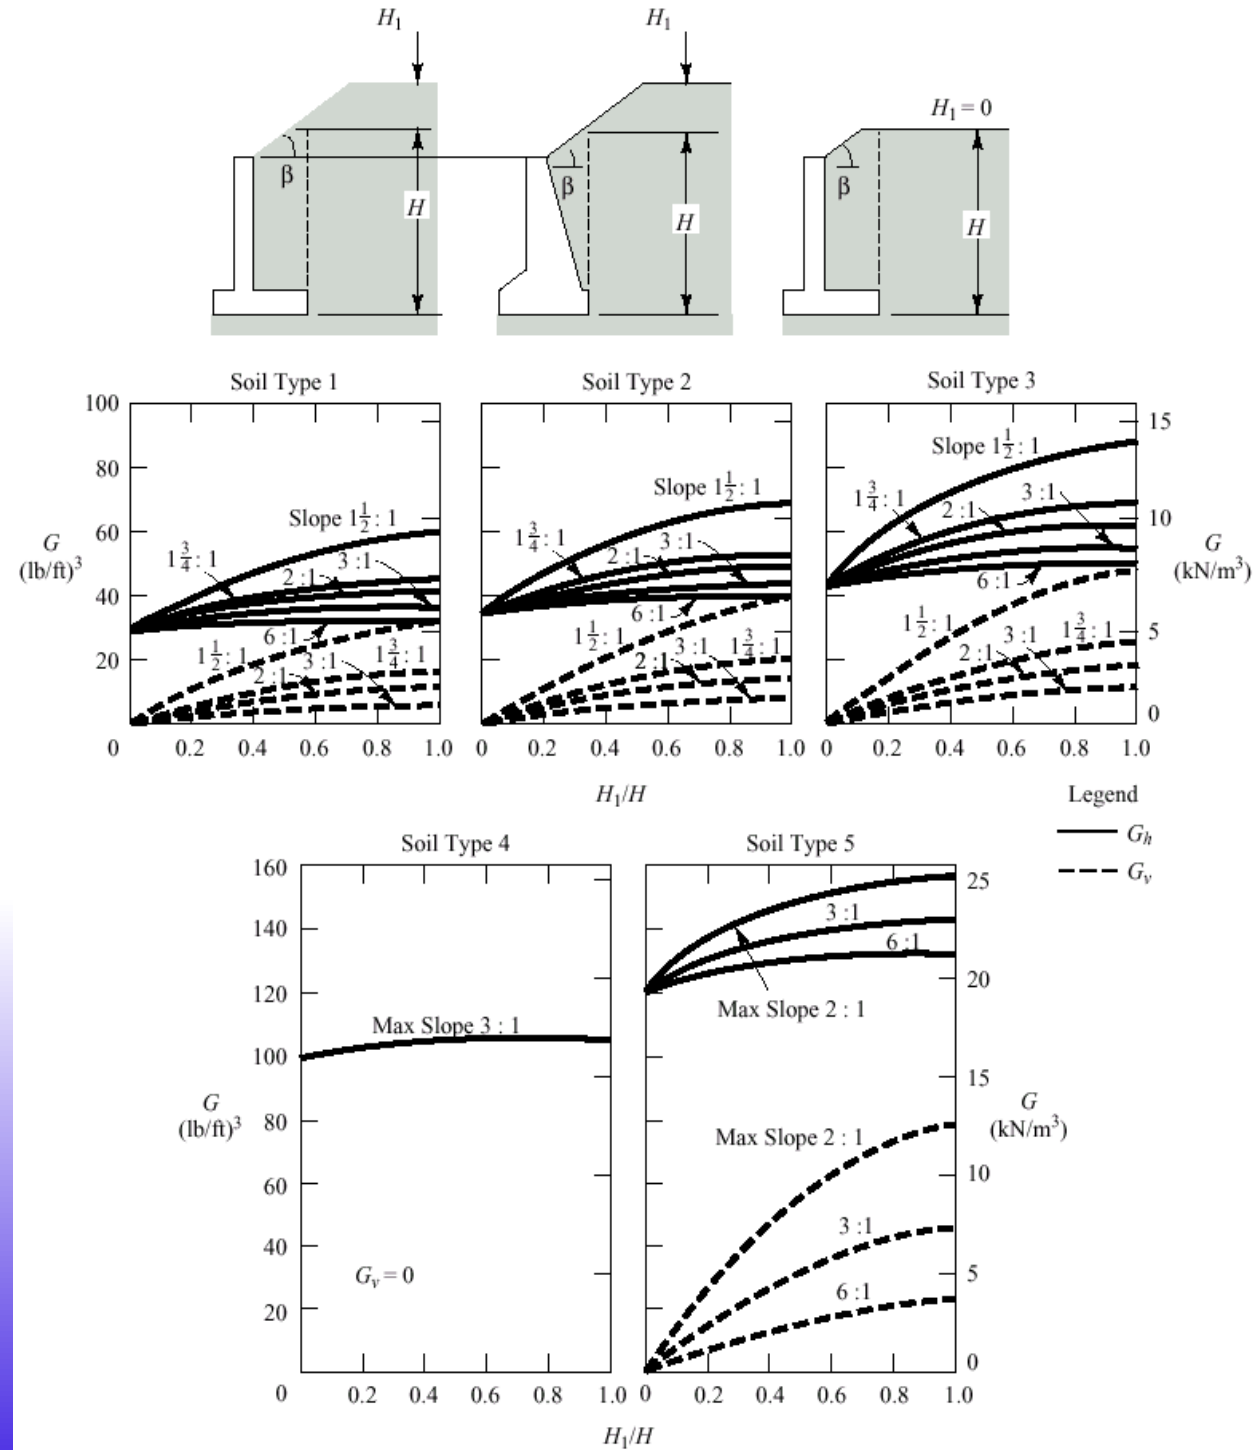 H₁
H₁
H₁ = 0
β
β
β
H
H
H
Soil Type 1
Soil Type 2
Soil Type 3
100
80
60
40
20
0
G
(lb/ft)³
Slope 1½ : 1
1¾ : 1
2 :1
3 :1
6 :1
1½ : 1
2 :1
3 :1
1¾ : 1
0.2 0.4 0.6 0.8 1.0
Slope 1½ : 1
1¾ : 1
2 :1
3 :1
6 :1
1½ : 1
2 :1
3 :1
1¾ : 1
0 0.2 0.4 0.6 0.8 1.0
Slope 1½ : 1
1¾ : 1
2 :1
3 :1
6 :1
1½ : 1
2 :1
3 :1
1¾ : 1
0 0.2 0.4 0.6 0.8 1.0
15
10
5
0
G
(kN/m³)
H₁/H
Legend
Gₕ
Gᵥ
Soil Type 4
Soil Type 5
160
140
120
100
80
60
40
20
0
G
(lb/ft)³
Max Slope 3 : 1
Gᵥ = 0
0.2 0.4 0.6 0.8 1.0
3 :1
6 :1
Max Slope 2 : 1
Max Slope 2 : 1
3 :1
6 :1
0 0.2 0.4 0.6 0.8 1.0
25
20
15
10
5
0
G
(kN/m³)
H₁/H